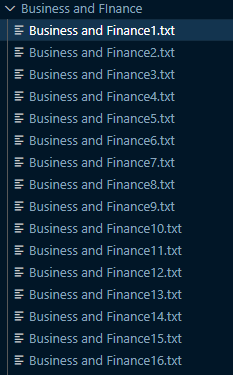 Business and FInance
Business and Finance1.txt
Business and Finance2.txt
Business and Finance3.txt
Business and Finance4.txt
Business and Finance5.txt
Business and Finance6.txt
Business and Finance7.txt
Business and Finance8.txt
Business and Finance9.txt
Business and Finance10.txt
Business and Finance11.txt
Business and Finance12.txt
Business and Finance13.txt
Business and Finance14.txt
Business and Finance15.txt
Business and Finance16.txt